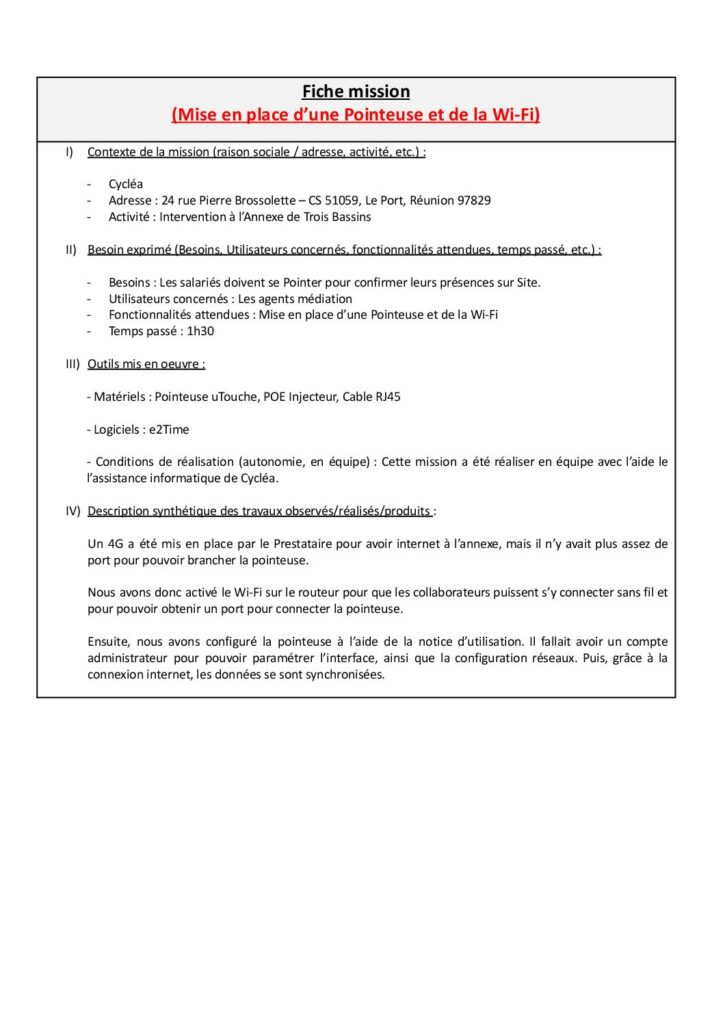 Fiche mission
(Mise en place d’une Pointeuse et de la Wi-Fi)
I) Contexte de la mission (raison sociale / adresse, activité, etc.) :
- Cycléa
- Adresse : 24 rue Pierre Brossolette – CS 51059, Le Port, Réunion 97829
- Activité : Intervention à l’Annexe de Trois Bassins
II) Besoin exprimé (Besoins, Utilisateurs concernés, fonctionnalités attendues, temps passé, etc.) :
- Besoins : Les salariés doivent se Pointer pour confirmer leurs présences sur Site.
- Utilisateurs concernés : Les agents médiation
- Fonctionnalités attendues : Mise en place d’une Pointeuse et de la Wi-Fi
- Temps passé : 1h30
III) Outils mis en oeuvre :
- Matériels : Pointeuse uTouche, POE Injecteur, Cable RJ45
- Logiciels : e2Time
- Conditions de réalisation (autonomie, en équipe) : Cette mission a été réaliser en équipe avec l’aide le
l’assistance informatique de Cycléa.
IV) Description synthétique des travaux observés/réalisés/produits :
Un 4G a été mis en place par le Prestataire pour avoir internet à l’annexe, mais il n’y avait plus assez de
port pour pouvoir brancher la pointeuse.
Nous avons donc activé le Wi-Fi sur le routeur pour que les collaborateurs puissent s’y connecter sans fil et
pour pouvoir obtenir un port pour connecter la pointeuse.
Ensuite, nous avons configuré la pointeuse à l’aide de la notice d’utilisation. Il fallait avoir un compte
administrateur pour pouvoir paramétrer l’interface, ainsi que la configuration réseaux. Puis, grâce à la
connexion internet, les données se sont synchronisées.